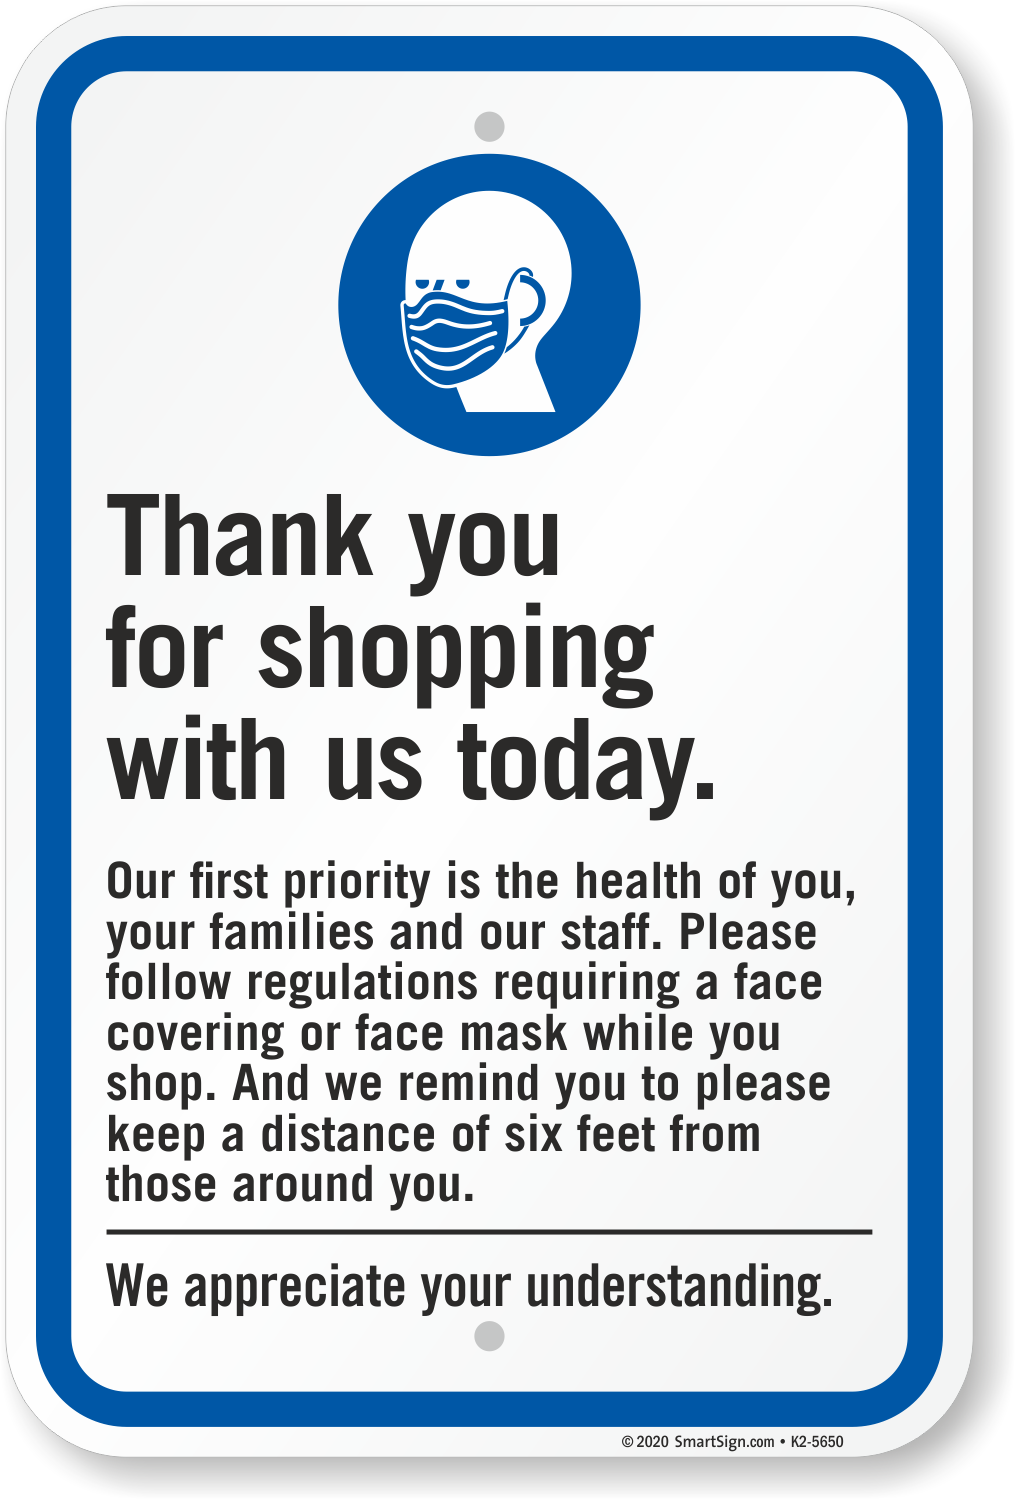 Thank you
for shopping
with us today.
Our first priority is the health of you,
your families and our staff. Please
follow regulations requiring a face
covering or face mask while you
shop. And we remind you to please
keep a distance of six feet from
those around you.
We appreciate your understanding.
© 2020 SmartSign.com • K2-5650